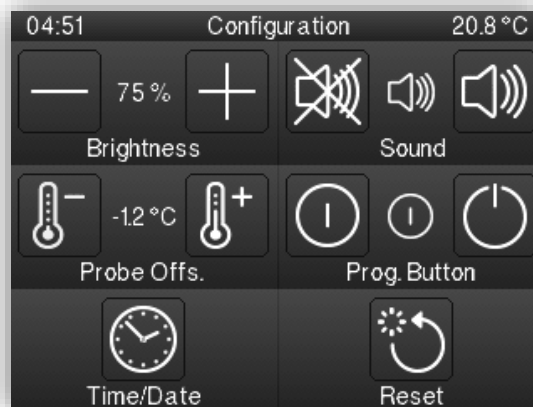 04:51 Configuration 20.8 °C
75 %
Brightness Sound
-1.2 °C
Probe Offs. Prog. Button
Time/Date Reset